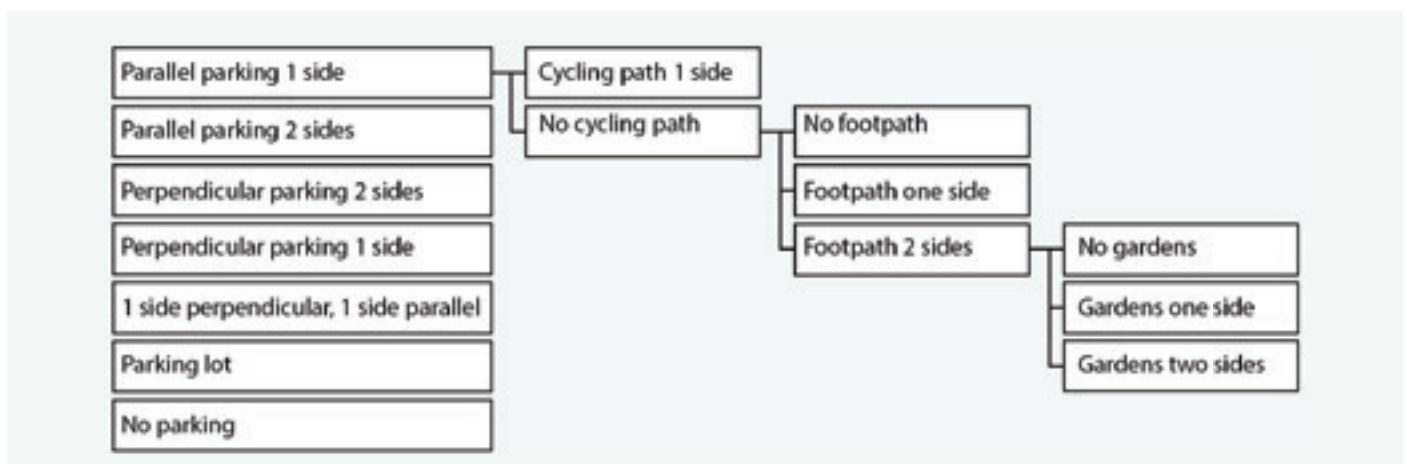 Parallel parking 1 side
Parallel parking 2 sides
Perpendicular parking 2 sides
Perpendicular parking 1 side
1 side perpendicular, 1 side parallel
Parking lot
No parking
Cycling path 1 side
No cycling path
No footpath
Footpath one side
Footpath 2 sides
No gardens
Gardens one side
Gardens two sides